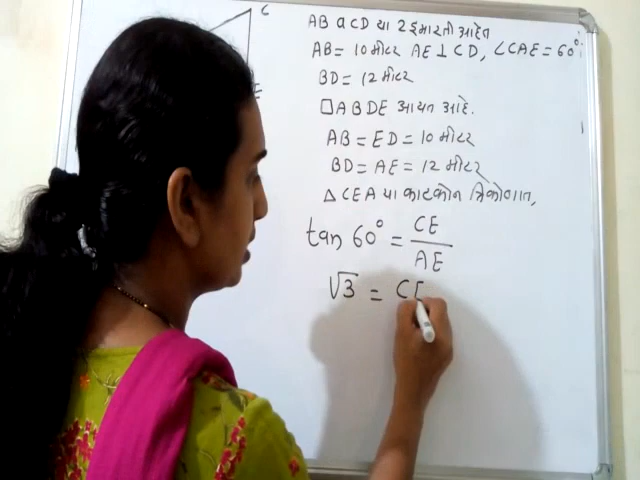 C
E
AB व CD या 2 इमारती आहेत
AB = 10 मीटर AE ⊥ CD, ∠CAE = 60°
BD = 12 मीटर
□ABDE आयत आहे.
AB = ED = 10 मीटर
BD = AE = 12 मीटर
△CEA या काटकोन त्रिकोणात,
tan 60° = CE / AE
√3 = CE